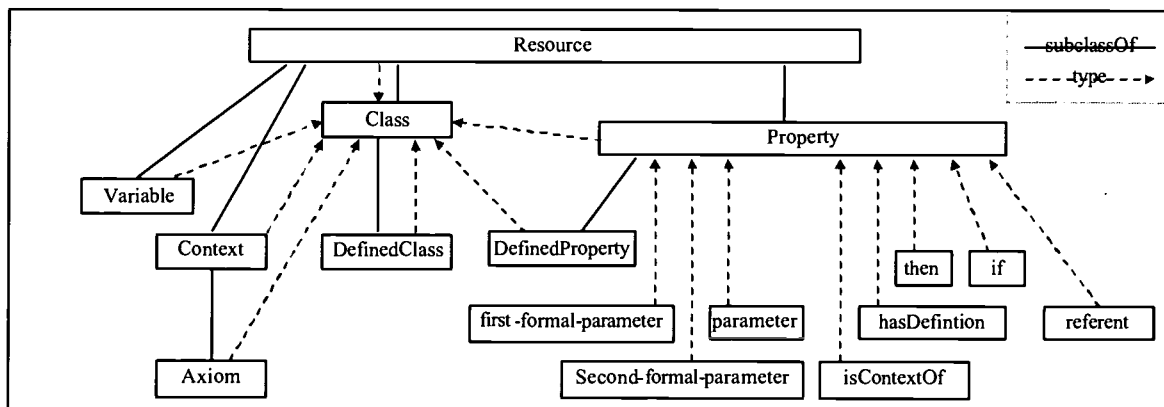 Resource
subclassOf
type
Class
Property
Variable
Context
DefinedClass
DefinedProperty
then
if
first-formal-parameter
parameter
hasDefintion
referent
Axiom
Second-formal-parameter
isContextOf